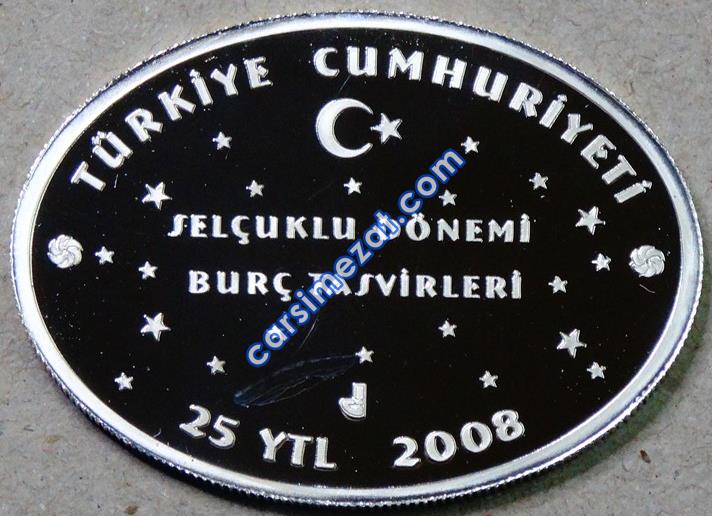 TÜRKİYE CUMHURİYETİ
SELÇUKLU DÖNEMİ
BURÇ TASVİRLERİ
25 YTL 2008
carsimezat.com